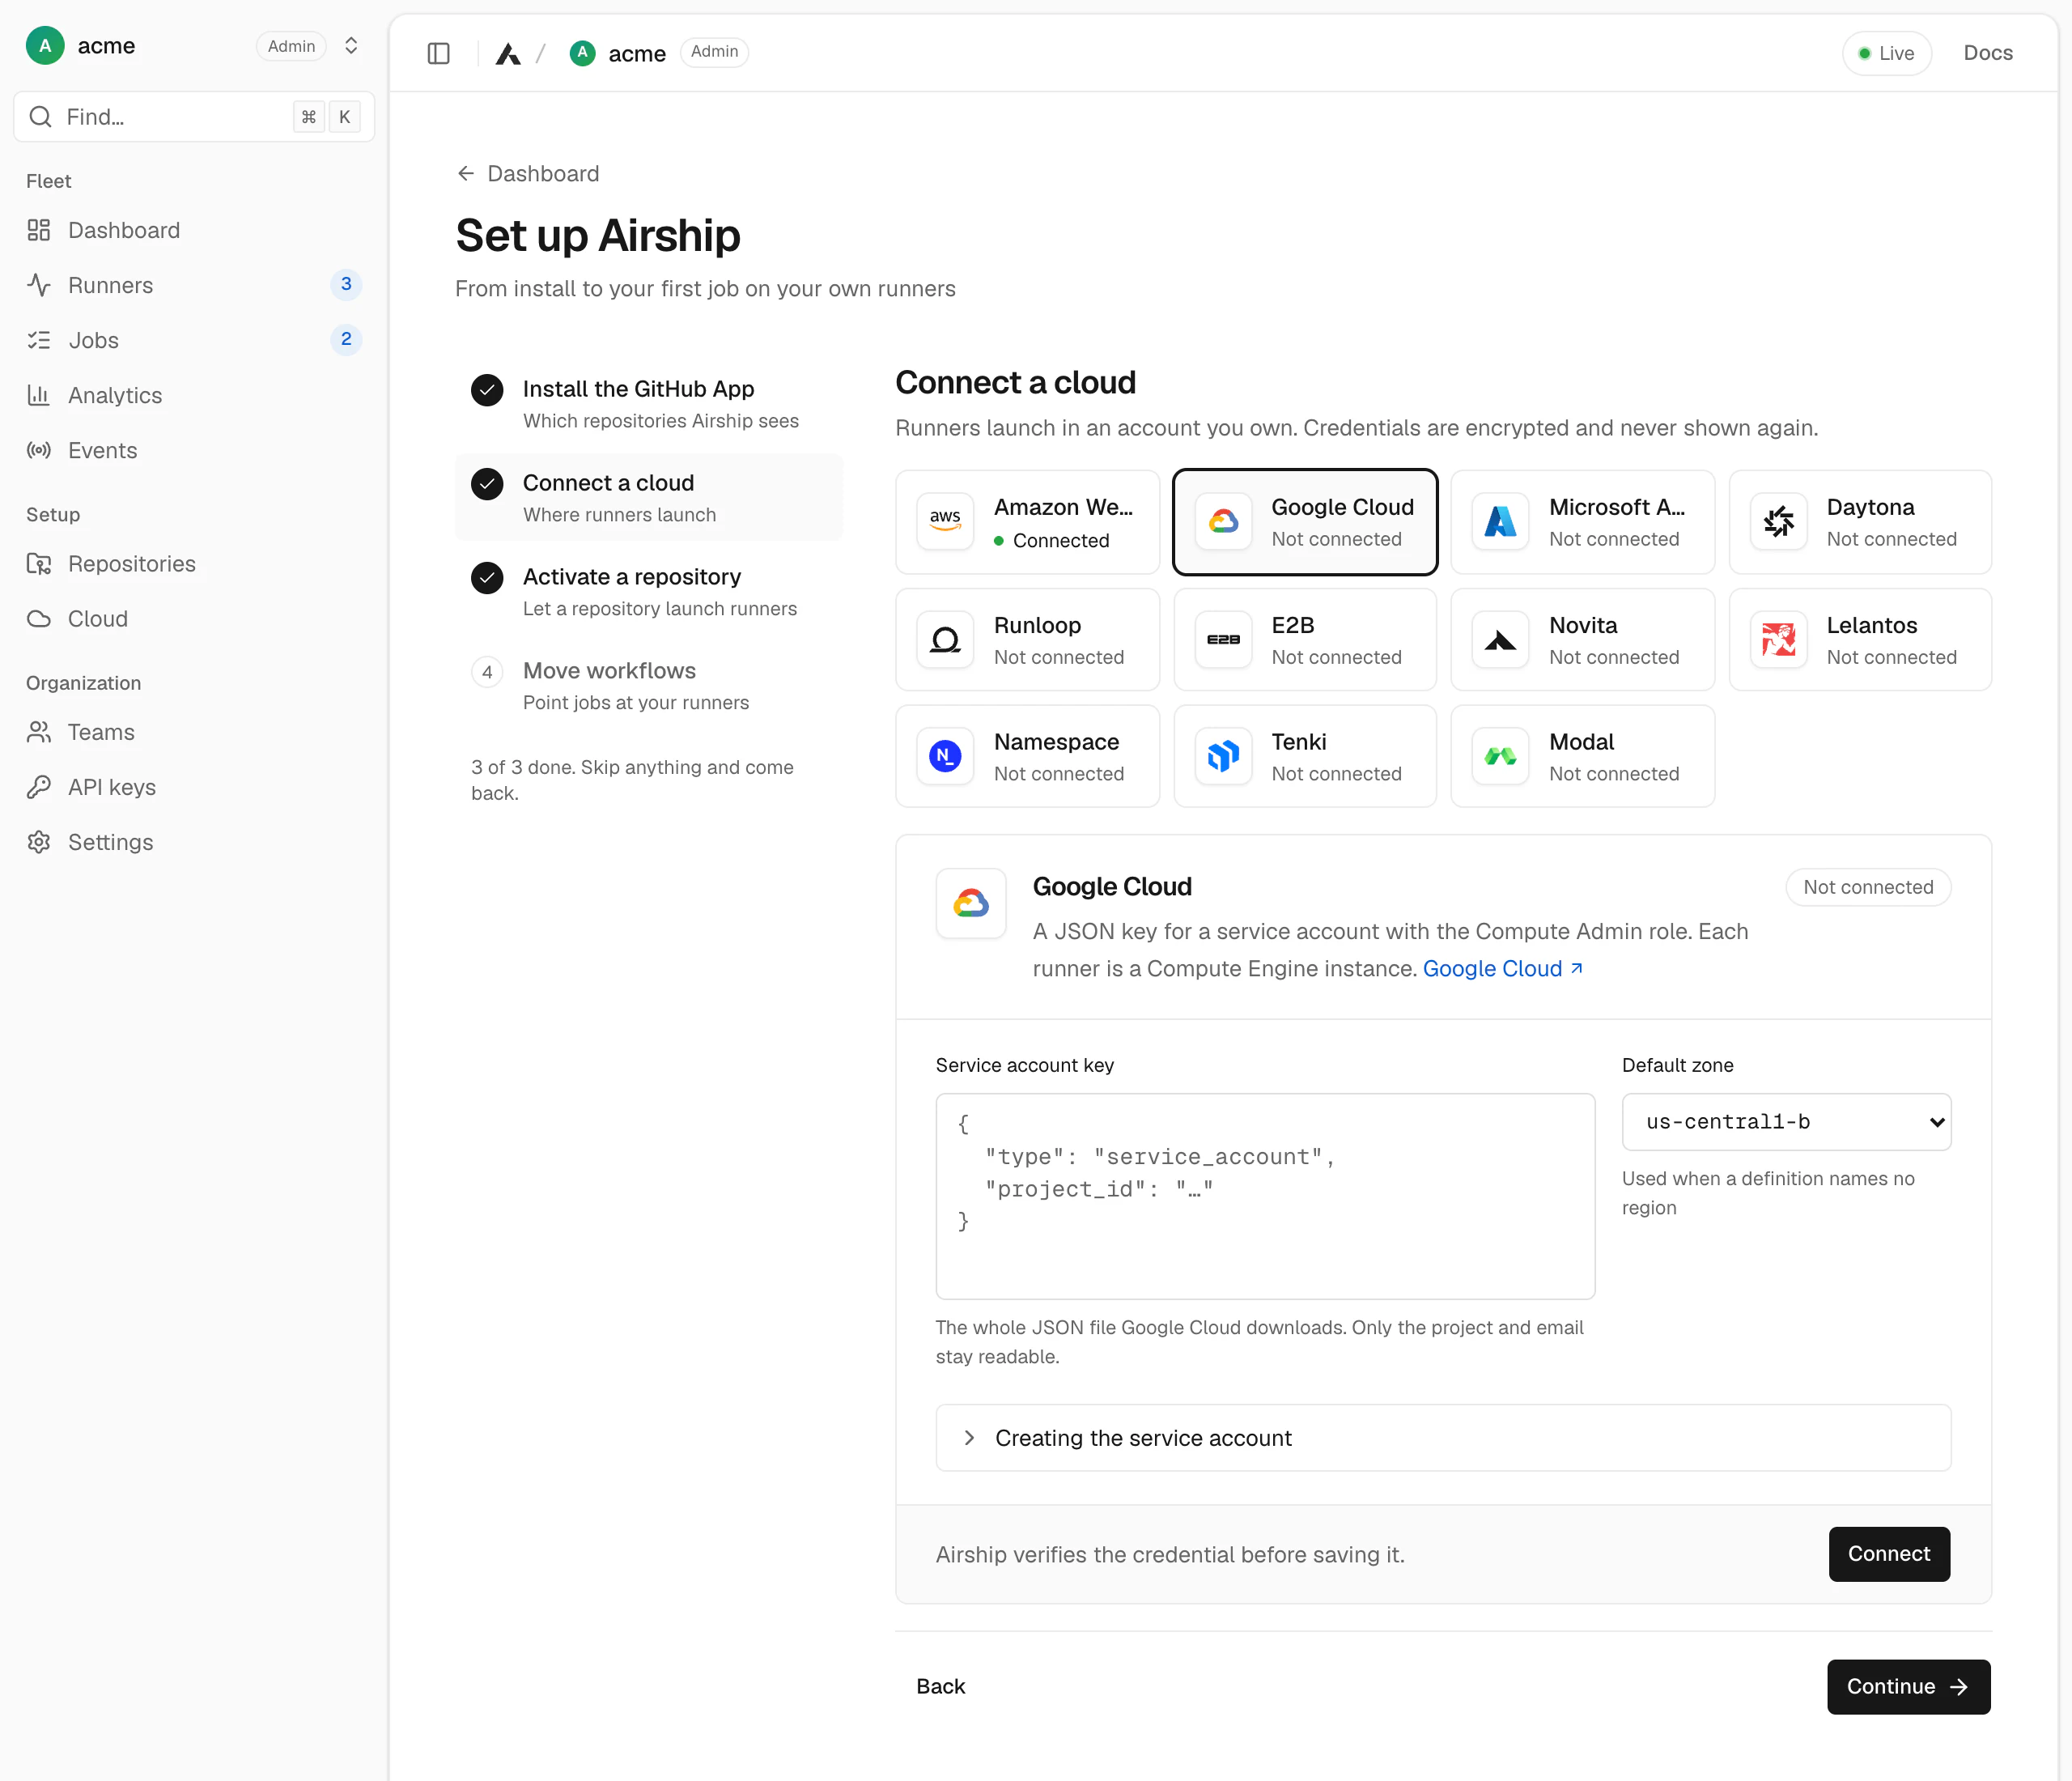 A acme Admin
Find... ⌘ K
Fleet
Dashboard
Runners 3
Jobs 2
Analytics
Events
Setup
Repositories
Cloud
Organization
Teams
API keys
Settings
/ A acme Admin
Live
Docs
← Dashboard
Set up Airship
From install to your first job on your own runners
Install the GitHub App
Which repositories Airship sees
Connect a cloud
Where runners launch
Activate a repository
Let a repository launch runners
4 Move workflows
Point jobs at your runners
3 of 3 done. Skip anything and come
back.
Connect a cloud
Runners launch in an account you own. Credentials are encrypted and never shown again.
aws Amazon We...
Connected
Google Cloud
Not connected
Microsoft A...
Not connected
Daytona
Not connected
Runloop
Not connected
E2B E2B
Not connected
Novita
Not connected
Lelantos
Not connected
N_ Namespace
Not connected
Tenki
Not connected
Modal
Not connected
Google Cloud
Not connected
A JSON key for a service account with the Compute Admin role. Each
runner is a Compute Engine instance. Google Cloud ↗
Service account key
{
"type": "service_account",
"project_id": "…"
}
The whole JSON file Google Cloud downloads. Only the project and email
stay readable.
Default zone
us-central1-b
Used when a definition names no
region
Creating the service account
Airship verifies the credential before saving it.
Connect
Back
Continue →